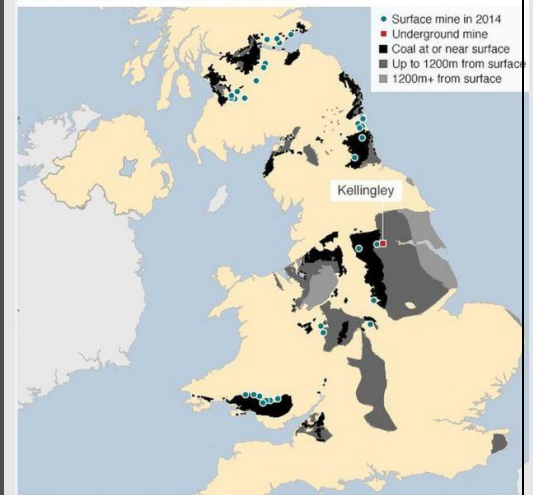 Surface mine in 2014
Underground mine
Coal at or near surface
Up to 1200m from surface
1200m+ from surface
Kellingley